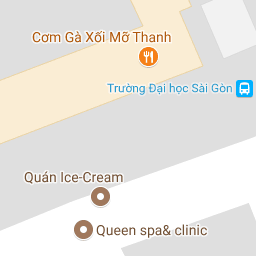 Cơm Gà Xối Mỡ Thanh
Trường Đại học Sài Gòn
Quán Ice-Cream
Queen spa& clinic